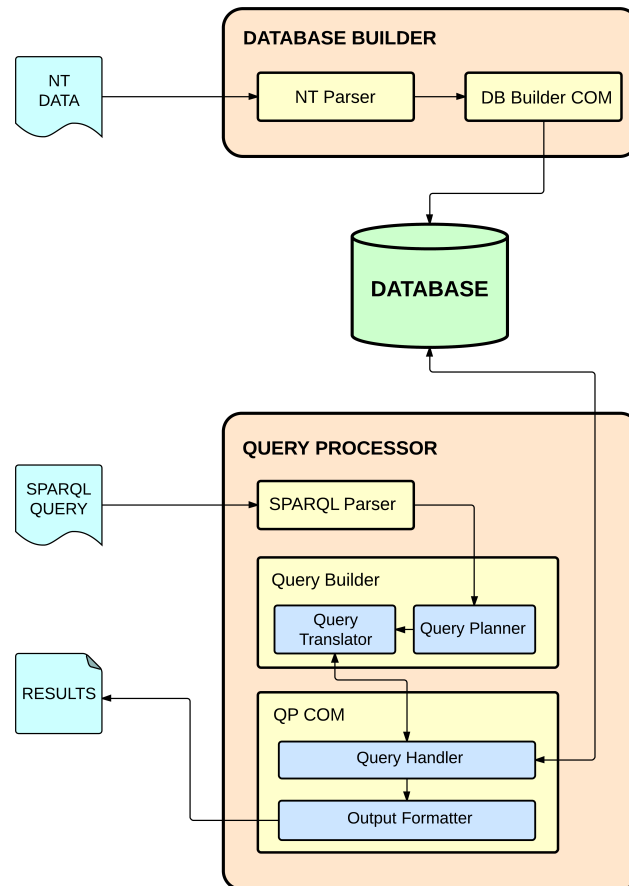 DATABASE BUILDER
NT
DATA
NT Parser
DB Builder COM
DATABASE
QUERY PROCESSOR
SPARQL
QUERY
SPARQL Parser
Query Builder
Query
Translator
Query Planner
RESULTS
QP COM
Query Handler
Output Formatter